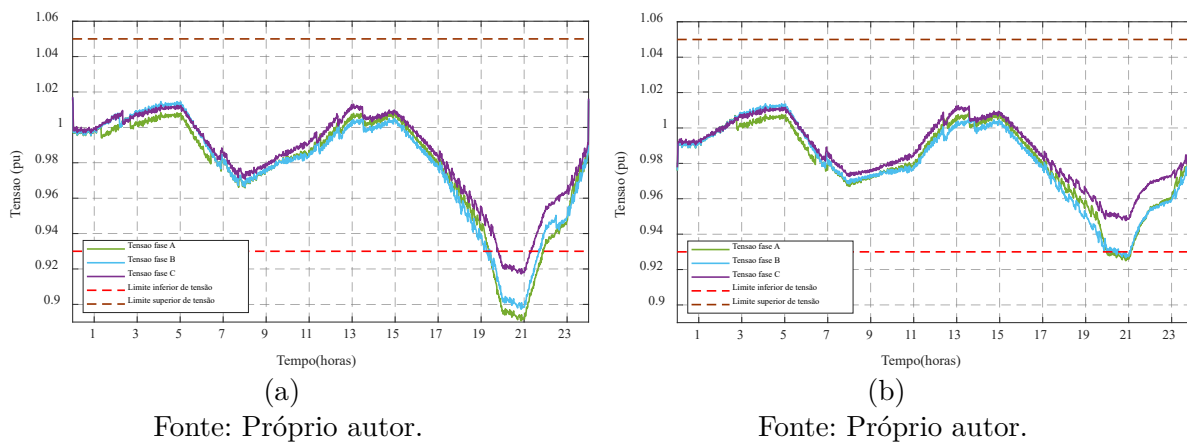 1.06
1.04
1.02
1
0.98
0.96
0.94
0.92
0.9
Tensao (pu)
Tensao fase A
Tensao fase B
Tensao fase C
Limite inferior de tensão
Limite superior de tensão
1 3 5 7 9 11 13 15 17 19 21 23
Tempo(horas)
(a)
Fonte: Próprio autor.
1.06
1.04
1.02
1
0.98
0.96
0.94
0.92
0.9
Tensao (pu)
Tensao fase A
Tensao fase B
Tensao fase C
Limite inferior de tensão
Limite superior de tensão
1 3 5 7 9 11 13 15 17 19 21 23
Tempo(horas)
(b)
Fonte: Próprio autor.